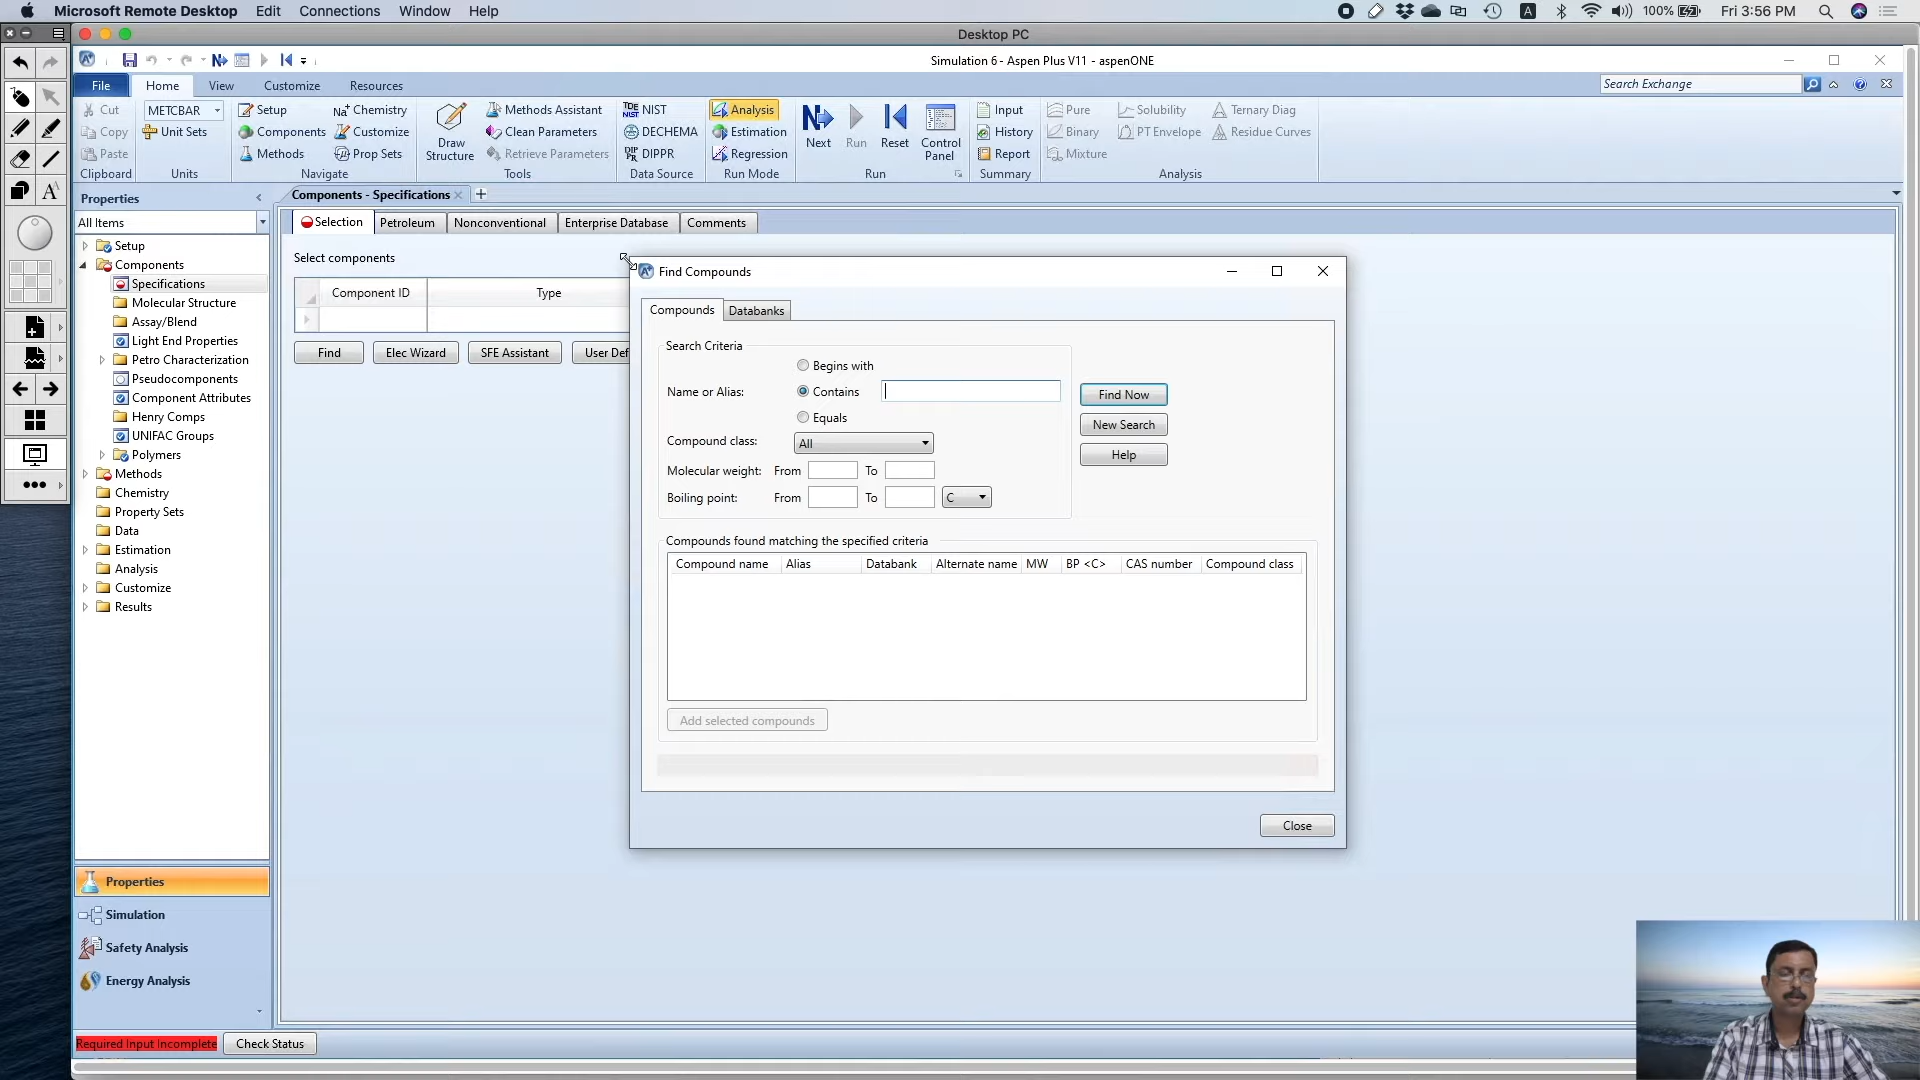 Microsoft Remote Desktop Edit Connections Window Help
A 100% Fri 3:56 PM
Desktop PC
Simulation 6 - Aspen Plus V11 - aspenONE
File Home View Customize Resources
Search Exchange
Cut METCBAR Setup Na+ Chemistry Methods Assistant TDE NIST NIST Analysis Input Pure Solubility Ternary Diag
Copy Unit Sets Components Customize Clean Parameters DECHEMA Estimation History Binary PT Envelope Residue Curves
Paste Methods Prop Sets Draw Structure Retrieve Parameters DIPPR Regression Next Run Reset Control Panel Report Mixture
Clipboard Units Navigate Tools Data Source Run Mode Run Summary Analysis
Properties
Components - Specifications
All Items
Selection Petroleum Nonconventional Enterprise Database Comments
Setup
Components
Specifications
Molecular Structure
Assay/Blend
Light End Properties
Petro Characterization
Pseudocomponents
Component Attributes
Henry Comps
UNIFAC Groups
Polymers
Methods
Chemistry
Property Sets
Data
Estimation
Analysis
Customize
Results
Select components
Component ID Type
Find Elec Wizard SFE Assistant User Def
Find Compounds
Compounds Databanks
Search Criteria
Begins with
Name or Alias: Contains
Equals
Compound class: All
Molecular weight: From To
Boiling point: From To C
Find Now
New Search
Help
Compounds found matching the specified criteria
Compound name Alias Databank Alternate name MW BP <C> CAS number Compound class
Add selected compounds
Close
Properties
Simulation
Safety Analysis
Energy Analysis
Required Input Incomplete Check Status